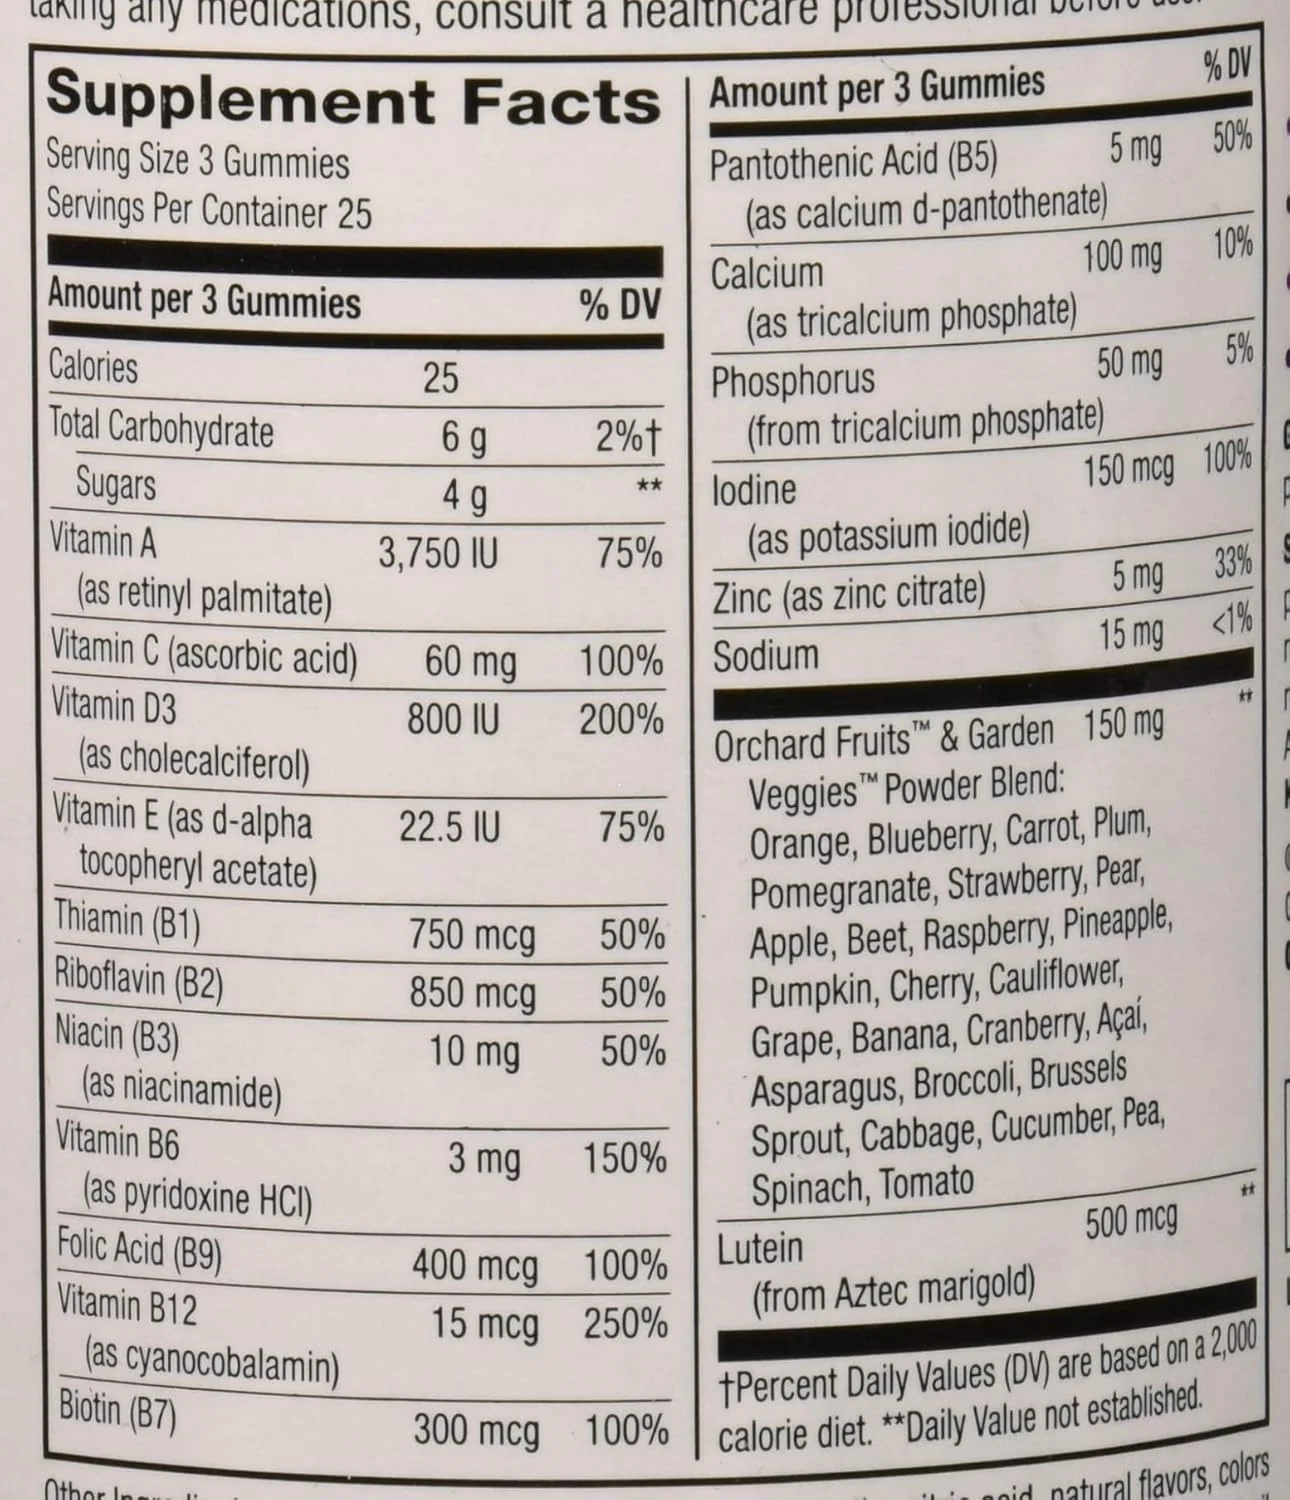 taking any medications, consult a healthcare professional before use.
Supplement Facts
Serving Size 3 Gummies
Servings Per Container 25
Amount per 3 Gummies % DV
Calories 25
Total Carbohydrate 6 g 2%†
Sugars 4 g **
Vitamin A 3,750 IU 75%
(as retinyl palmitate)
Vitamin C (ascorbic acid) 60 mg 100%
Vitamin D3 800 IU 200%
(as cholecalciferol)
Vitamin E (as d-alpha 22.5 IU 75%
tocopheryl acetate)
Thiamin (B1) 750 mcg 50%
Riboflavin (B2) 850 mcg 50%
Niacin (B3) 10 mg 50%
(as niacinamide)
Vitamin B6 3 mg 150%
(as pyridoxine HCl)
Folic Acid (B9) 400 mcg 100%
Vitamin B12 15 mcg 250%
(as cyanocobalamin)
Biotin (B7) 300 mcg 100%
Amount per 3 Gummies % DV
Pantothenic Acid (B5) 5 mg 50%
(as calcium d-pantothenate)
Calcium 100 mg 10%
(as tricalcium phosphate)
Phosphorus 50 mg 5%
(from tricalcium phosphate)
Iodine 150 mcg 100%
(as potassium iodide)
Zinc (as zinc citrate) 5 mg 33%
Sodium 15 mg <1%
Orchard Fruits™ & Garden 150 mg **
Veggies™ Powder Blend:
Orange, Blueberry, Carrot, Plum,
Pomegranate, Strawberry, Pear,
Apple, Beet, Raspberry, Pineapple,
Pumpkin, Cherry, Cauliflower,
Grape, Banana, Cranberry, Açaí,
Asparagus, Broccoli, Brussels
Sprout, Cabbage, Cucumber, Pea,
Spinach, Tomato
Lutein 500 mcg **
(from Aztec marigold)
†Percent Daily Values (DV) are based on a 2,000
calorie diet. **Daily Value not established.
Other natural flavors, colors